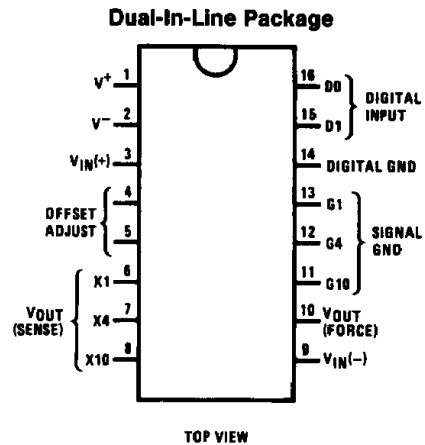 Dual-In-Line Package
V+ 1
V− 2
VIN(+) 3
4
OFFSET
ADJUST
5
X1 6
VOUT
(SENSE)
X4 7
X10 8
16 D0
DIGITAL
INPUT
15 D1
14 DIGITAL GND
13 G1
SIGNAL
GND
12 G4
11 G10
10 VOUT
(FORCE)
9 VIN(−)
TOP VIEW